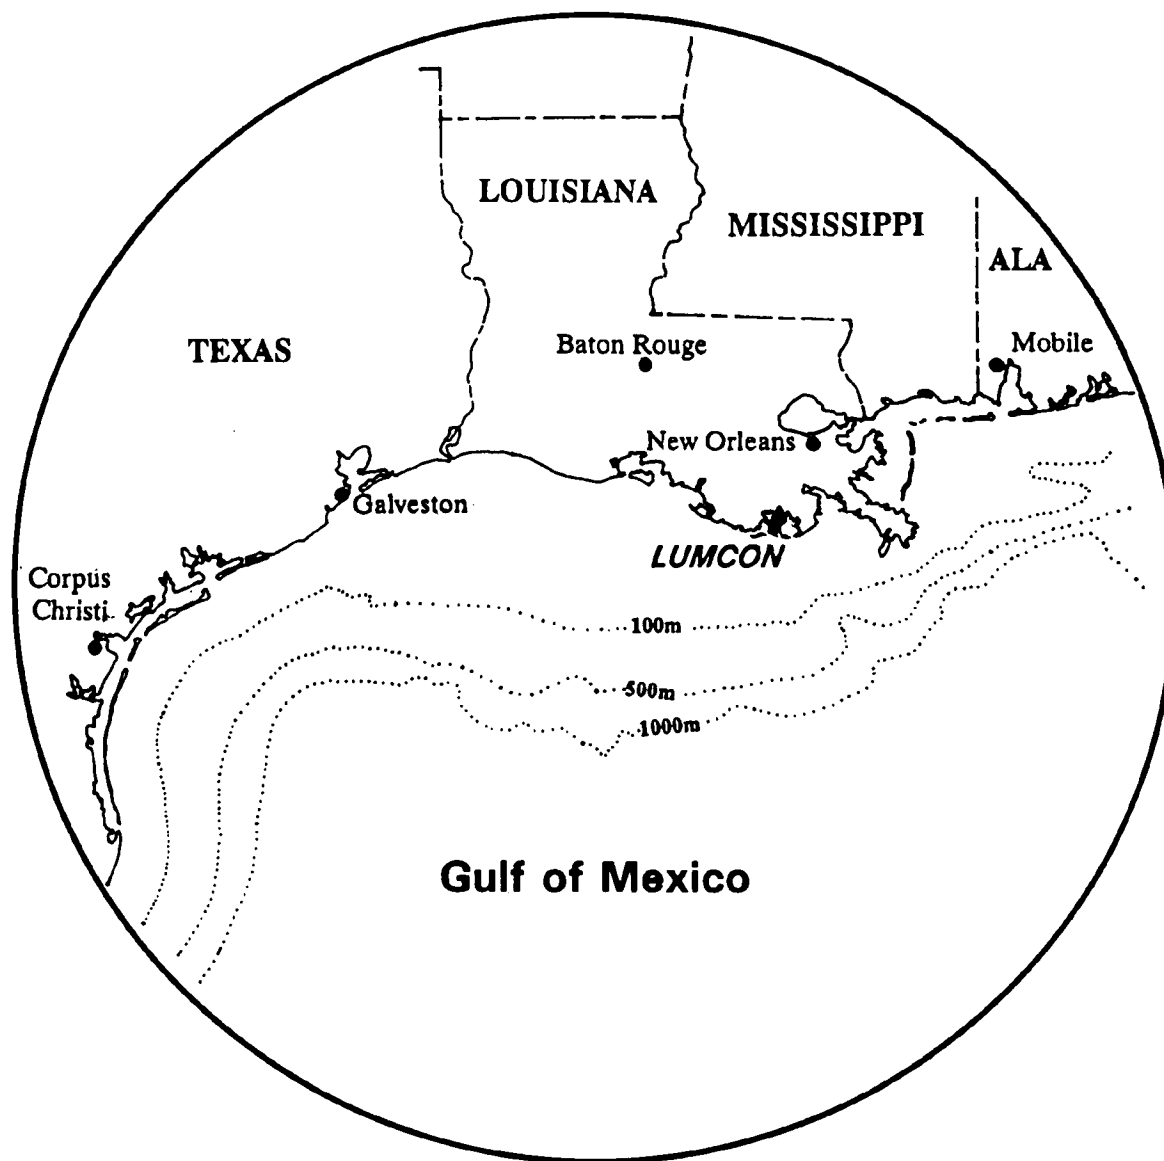 LOUISIANA
MISSISSIPPI
ALA
TEXAS
Baton Rouge
Mobile
New Orleans
Galveston
LUMCON
Corpus
Christi
100m
500m
1000m
Gulf of Mexico